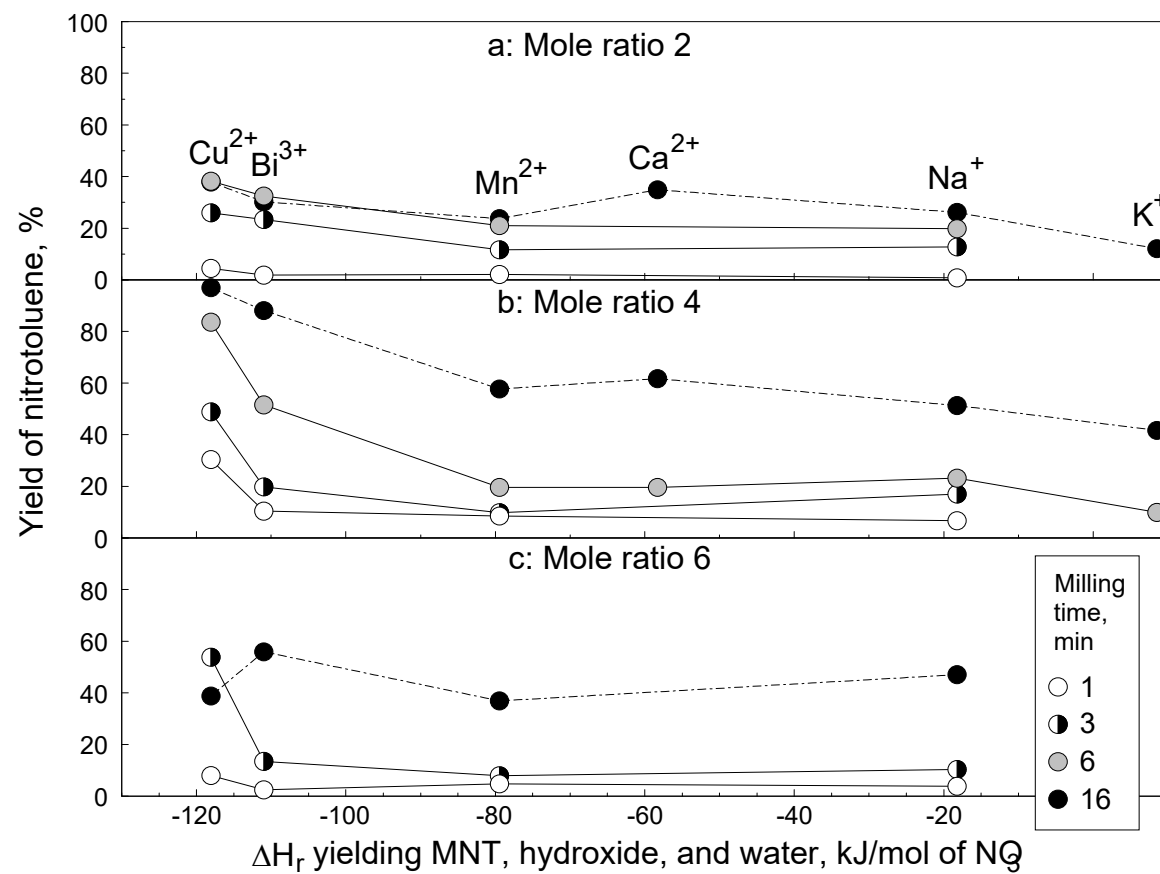 100
a: Mole ratio 2
80
60
Cu2+ Bi3+ Mn2+ Ca2+ Na+ K+
40
20
0
b: Mole ratio 4
80
60
40
20
0
c: Mole ratio 6
80
60
40
20
0
-120 -100 -80 -60 -40 -20
Yield of nitrotoluene, %
ΔHr yielding MNT, hydroxide, and water, kJ/mol of NO3
Milling
time,
min
1
3
6
16